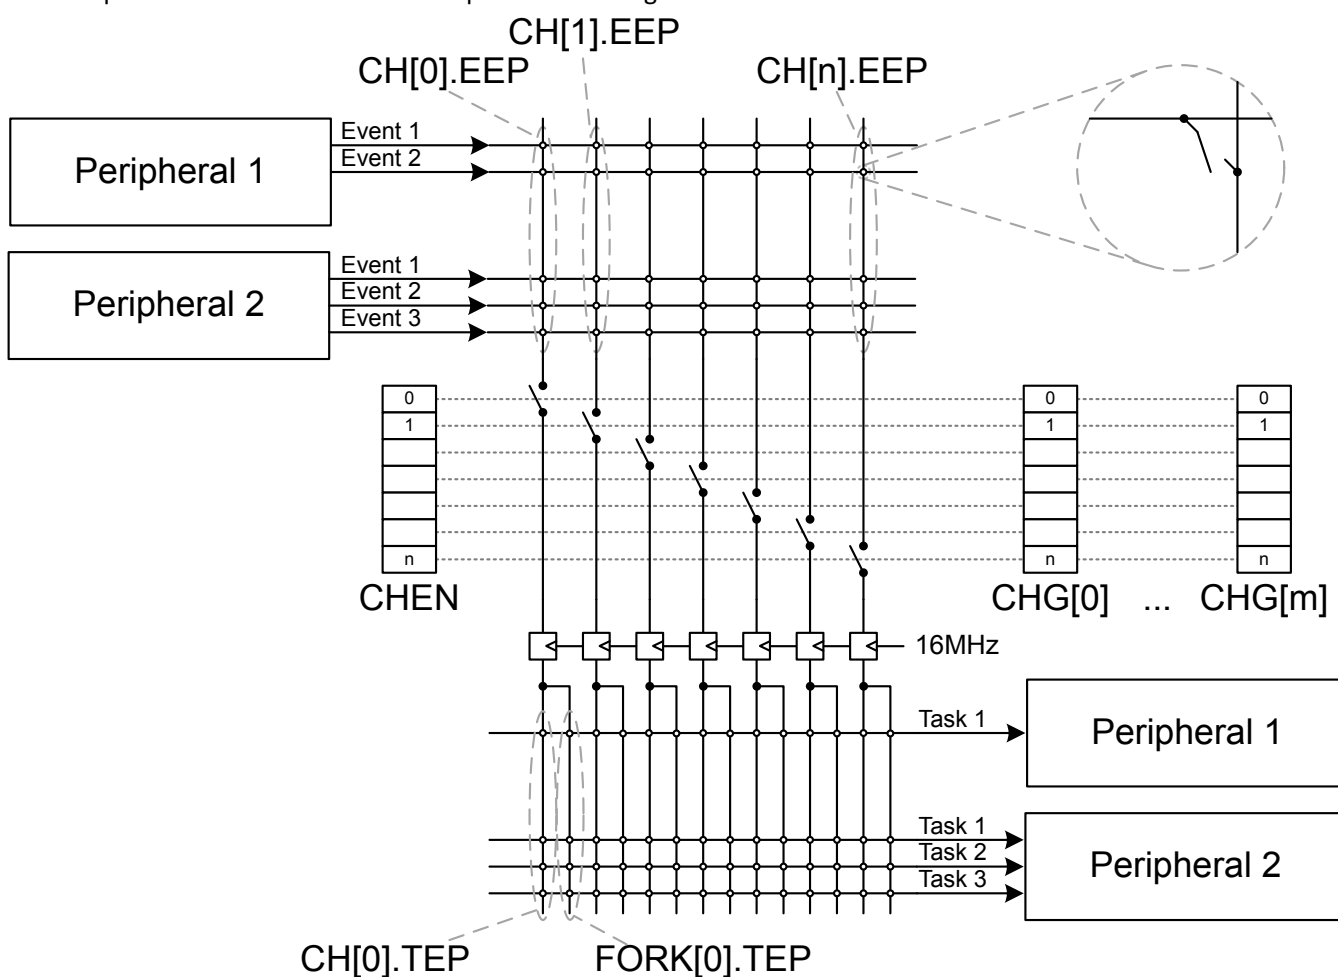 CH[1].EEP
CH[0].EEP
CH[n].EEP
Peripheral 1
Event 1
Event 2
Peripheral 2
Event 1
Event 2
Event 3
0
1
n
CHEN
0
1
n
CHG[0]
...
0
1
n
CHG[m]
16MHz
Task 1
Peripheral 1
Task 1
Task 2
Task 3
Peripheral 2
CH[0].TEP
FORK[0].TEP